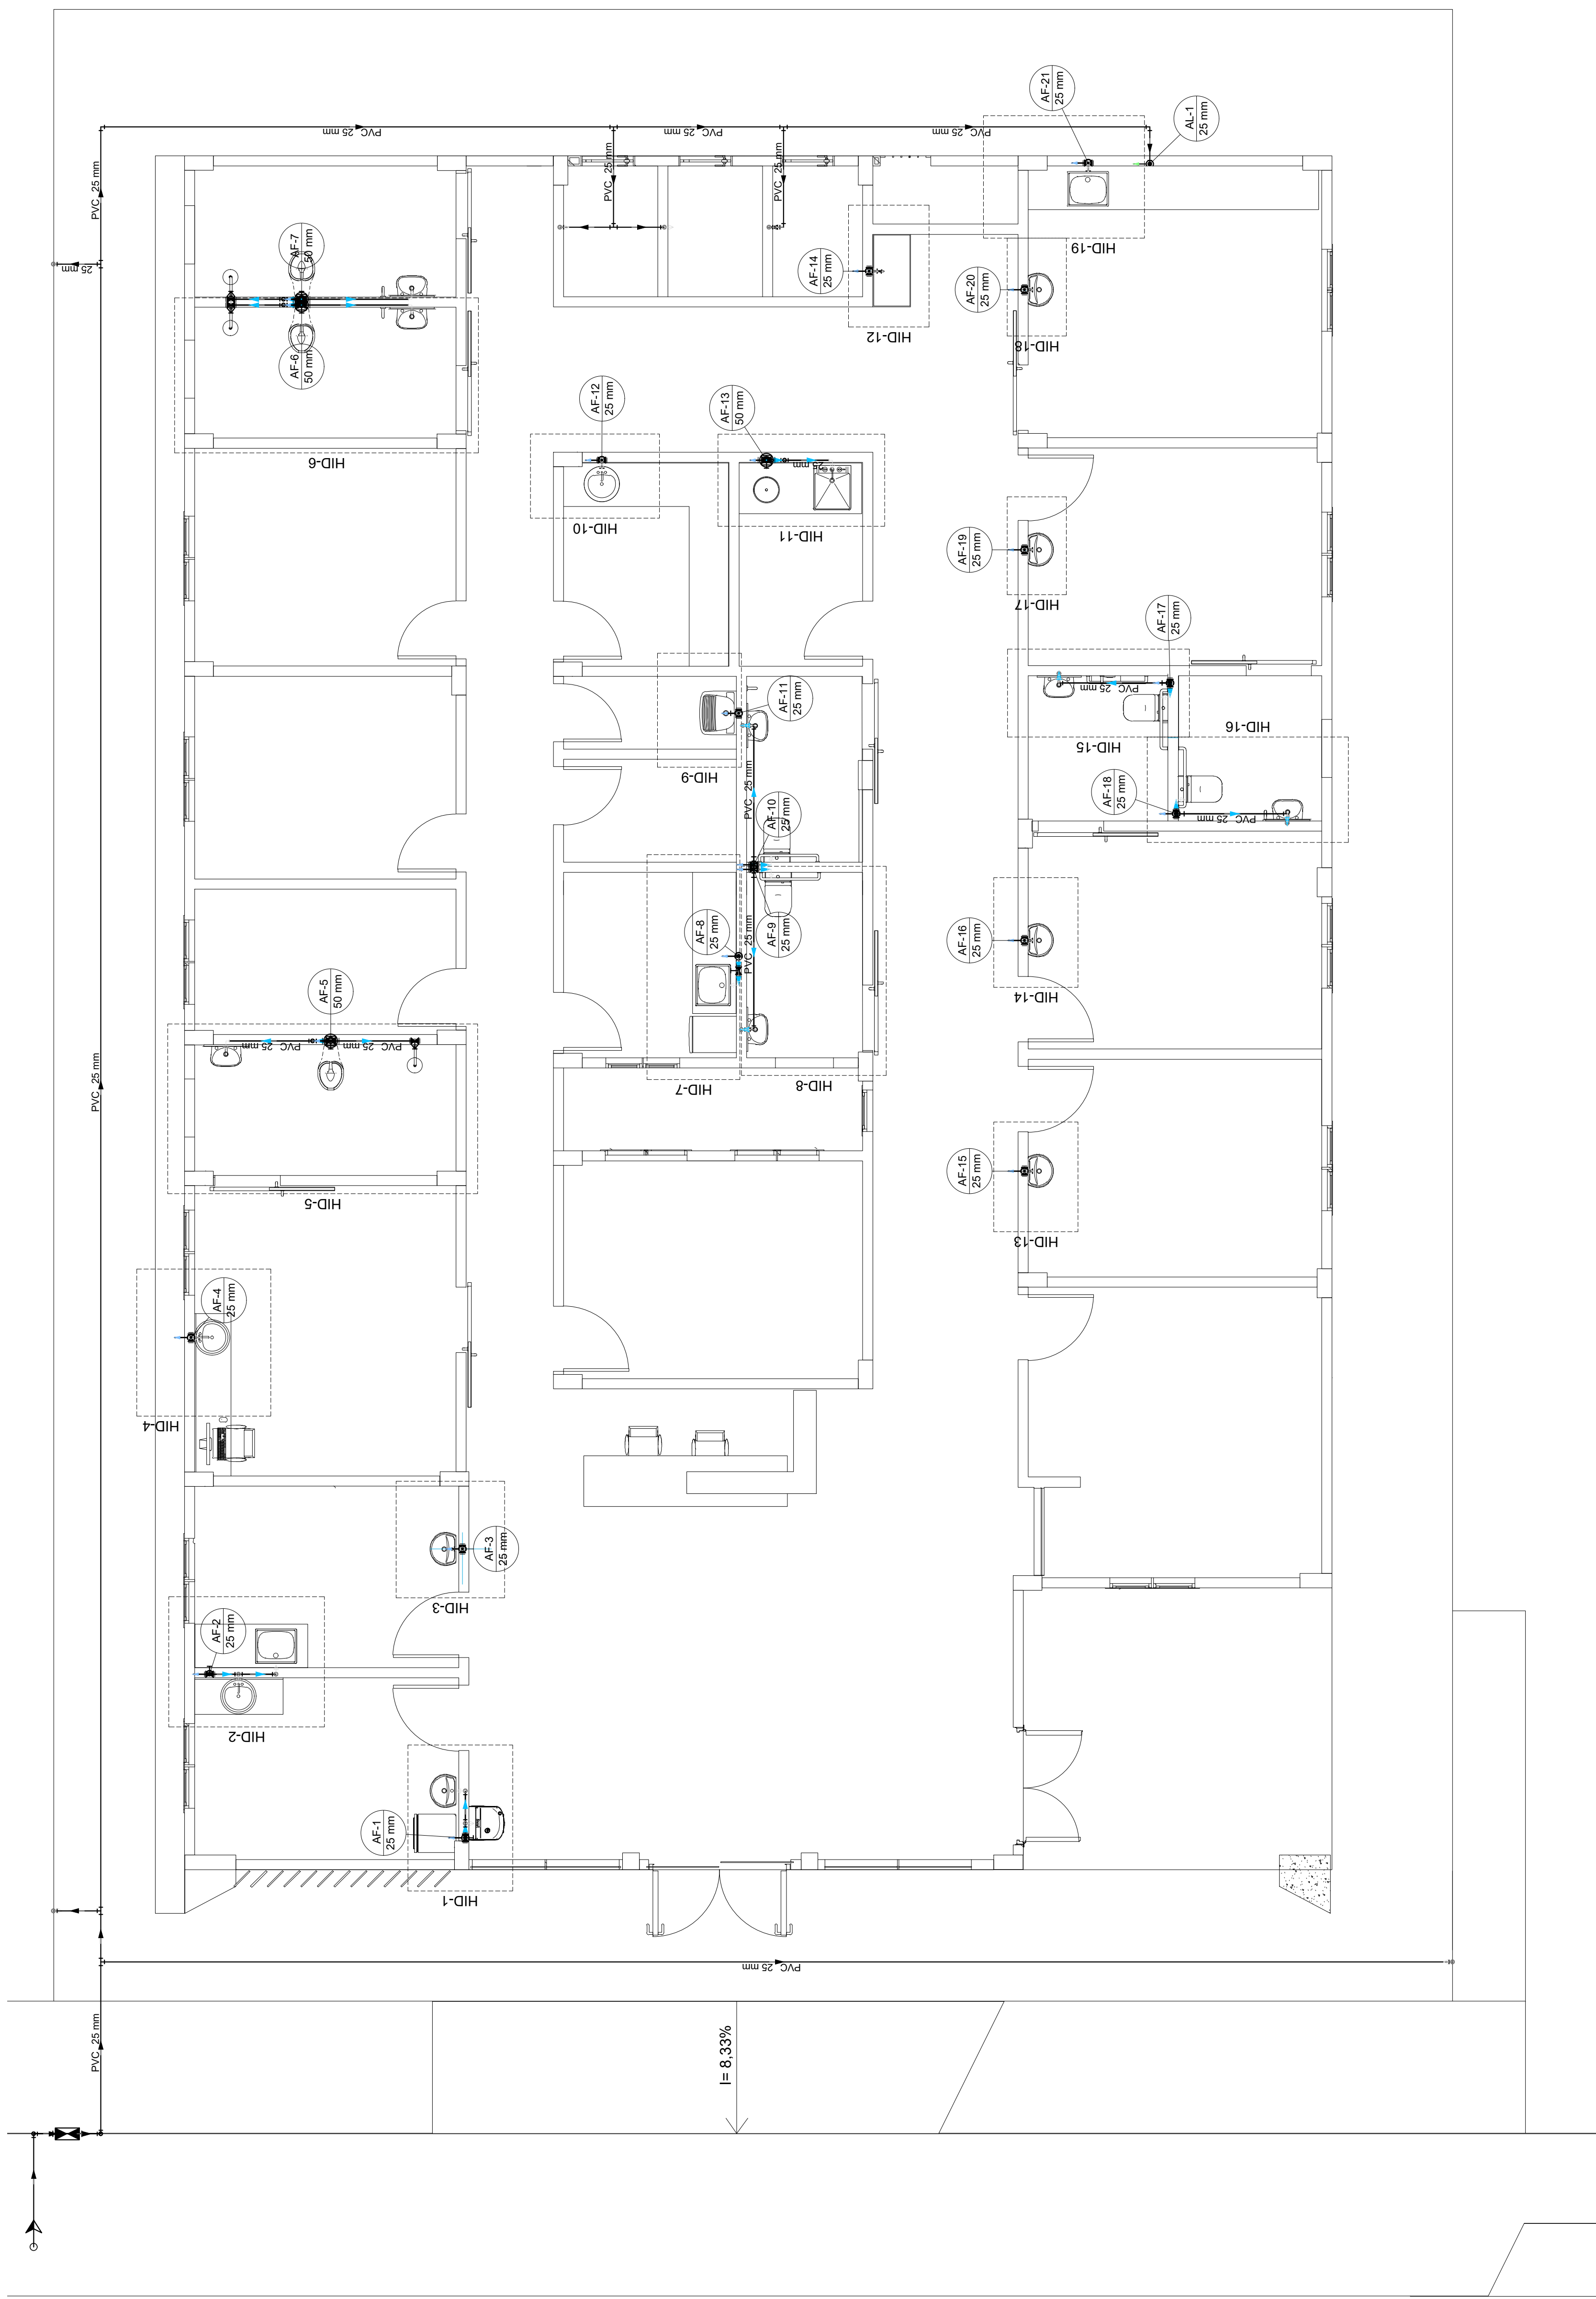 AF-21
25 mm
AL-1
25 mm
PVC 25 mm
PVC 25 mm
PVC 25 mm
PVC 25 mm
PVC 25 mm
PVC 25 mm
25 mm
AF-7
50 mm
AF-6
50 mm
HID-6
AF-14
25 mm
HID-12
AF-20
25 mm
HID-18
HID-19
AF-12
25 mm
HID-10
AF-13
50 mm
25 mm
HID-11
AF-19
25 mm
HID-17
AF-17
25 mm
PVC 25 mm
HID-15
HID-16
AF-18
25 mm
PVC 25 mm
AF-11
25 mm
HID-9
PVC 25 mm
AF-10
25 mm
AF-8
25 mm
AF-9
25 mm
PVC 25 mm
HID-7
HID-8
AF-16
25 mm
HID-14
AF-5
50 mm
PVC 25 mm
PVC 25 mm
HID-5
PVC 25 mm
AF-15
25 mm
HID-13
AF-4
25 mm
HID-4
AF-3
25 mm
HID-3
AF-2
25 mm
HID-2
AF-1
25 mm
HID-1
PVC 25 mm
PVC 25 mm
I= 8,33%